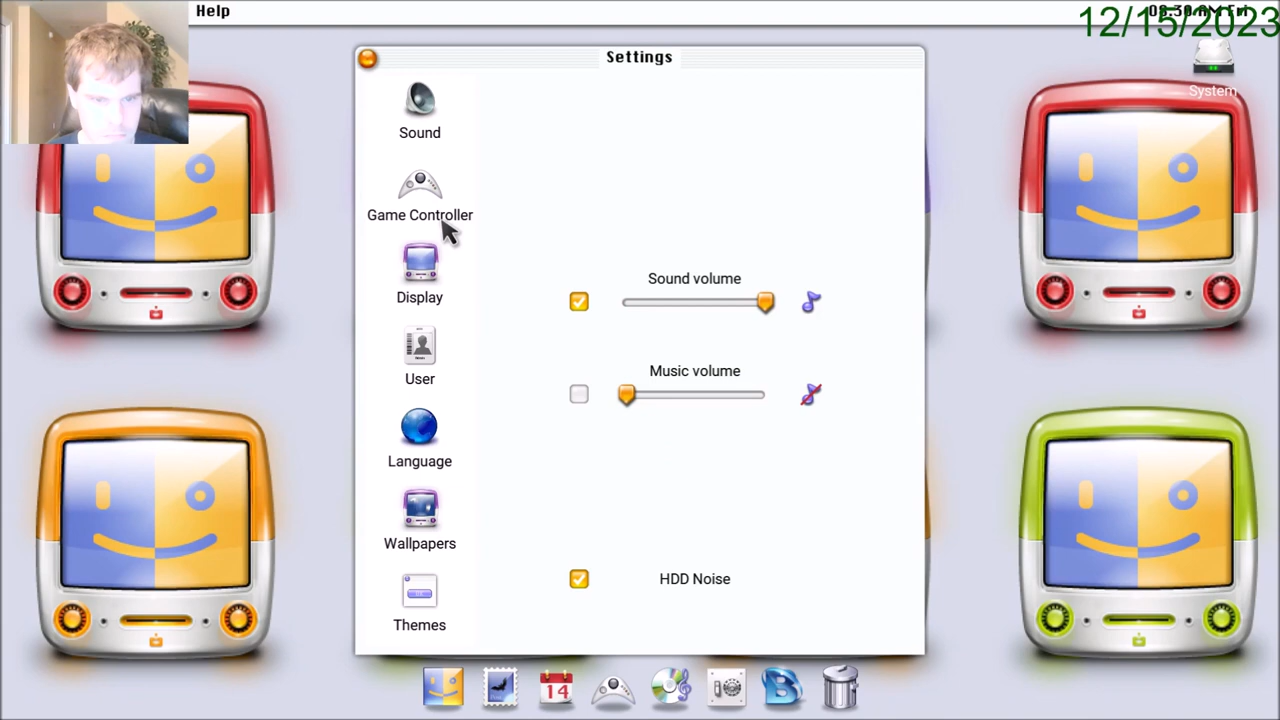 Help
12/15/2023
Settings
System
Sound
Game Controller
Display
User
Language
Wallpapers
Themes
Sound volume
Music volume
HDD Noise
14